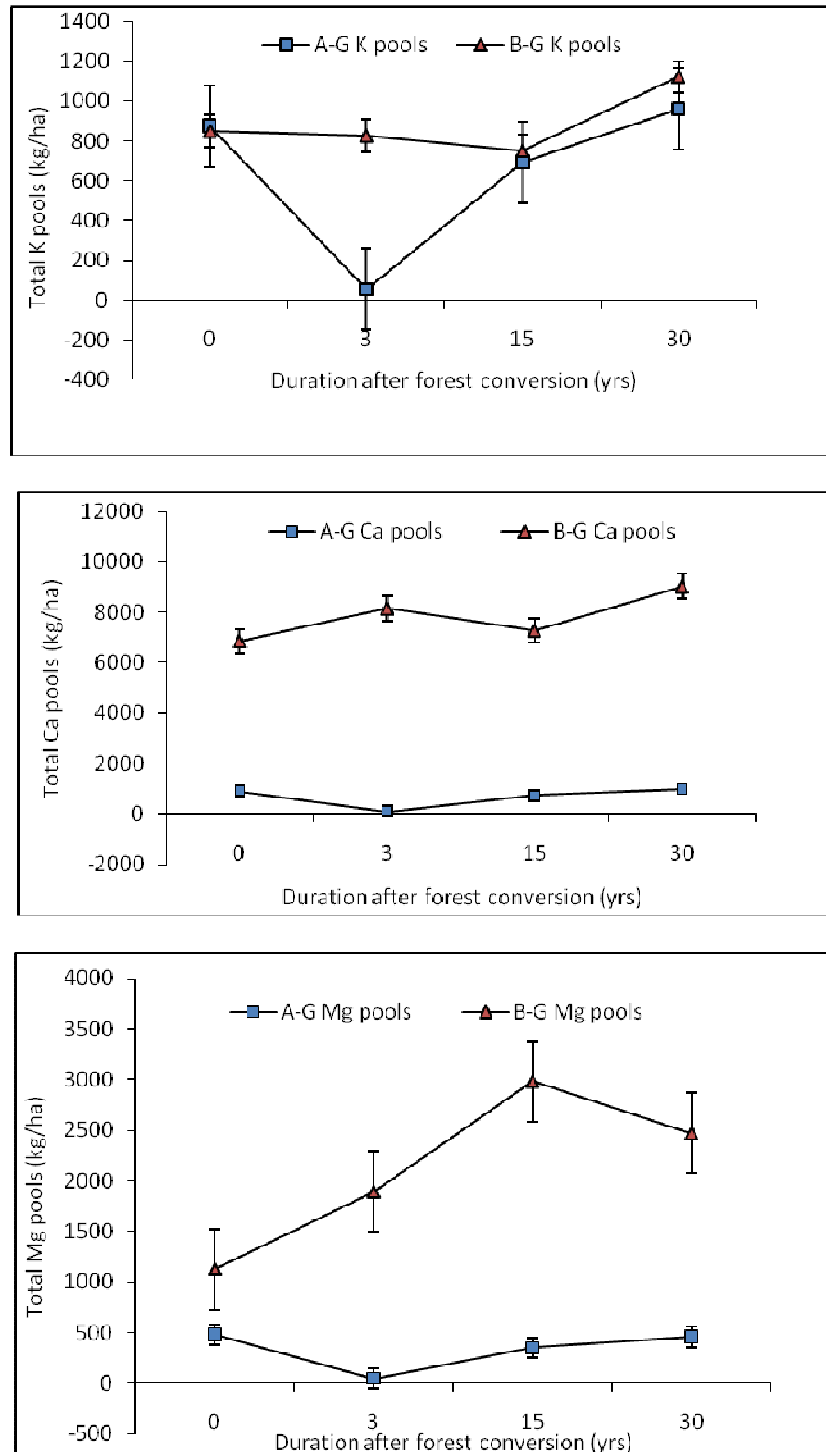 1400
A-G K pools B-G K pools
1200
1000
800
600
400
200
0
-200
-400
Total K pools (kg/ha)
0 3 15 30
Duration after forest conversion (yrs)
12000
A-G Ca pools B-G Ca pools
10000
8000
6000
4000
2000
0
-2000
Total Ca pools (kg/ha)
0 3 15 30
Duration after forest conversion (yrs)
4000
A-G Mg pools B-G Mg pools
3500
3000
2500
2000
1500
1000
500
0
-500
Total Mg pools (kg/ha)
0 3 15 30
Duration after forest conversion (yrs)